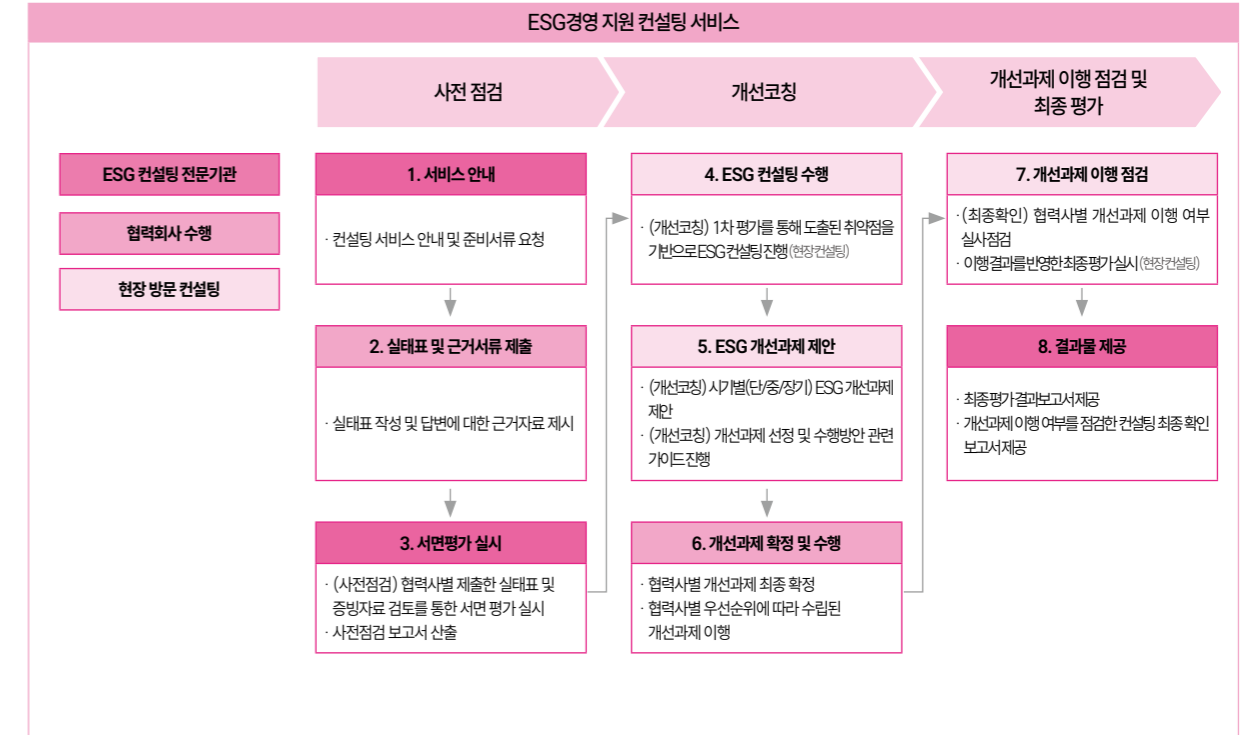 ESG경영 지원 컨설팅 서비스
사전 점검
개선코칭
개선과제 이행 점검 및
최종 평가
ESG 컨설팅 전문기관
협력회사 수행
현장 방문 컨설팅
1. 서비스 안내
· 컨설팅 서비스 안내 및 준비서류 요청
2. 실태표 및 근거서류 제출
· 실태표 작성 및 답변에 대한 근거자료 제시
3. 서면평가 실시
· (사전점검) 협력사별 제출한 실태표 및
증빙자료 검토를 통한 서면 평가 실시
· 사전점검 보고서 산출
4. ESG 컨설팅 수행
· (개선코칭) 1차 평가를 통해 도출된 취약점을
기반으로 ESG 컨설팅 진행 (현장컨설팅)
5. ESG 개선과제 제안
· (개선코칭) 시기별(단/중/장기) ESG 개선과제
제안
· (개선코칭) 개선과제 선정 및 수행방안 관련
가이드 진행
6. 개선과제 확정 및 수행
· 협력사별 개선과제 최종 확정
· 협력사별 우선순위에 따라 수립된
개선과제 이행
7. 개선과제 이행 점검
· (최종확인) 협력사별 개선과제 이행 여부
실사 점검
· 이행결과를 반영한 최종 평가 실시 (현장컨설팅)
8. 결과물 제공
· 최종 평가 결과보고서 제공
· 개선과제 이행 여부를 점검한 컨설팅 최종 확인
보고서 제공